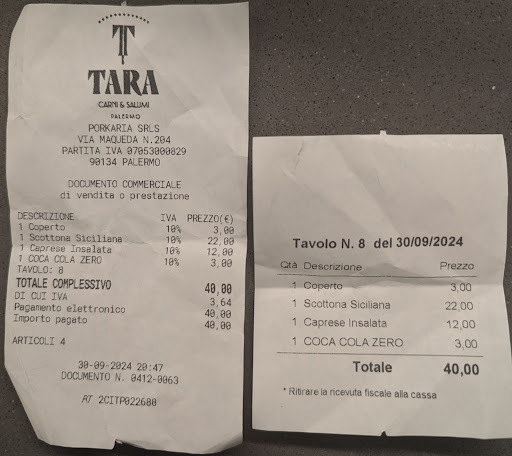 TARA
CARNI & SALUMI
PALERMO
PORKARIA SRLS
VIA MAQUEDA N.204
PARTITA IVA 07053000829
90134 PALERMO
DOCUMENTO COMMERCIALE
di vendita o prestazione
DESCRIZIONE IVA PREZZO(€)
1 Coperto 10% 3,00
1 Scottona Siciliana 10% 22,00
1 Caprese Insalata 10% 12,00
1 COCA COLA ZERO 10% 3,00
TAVOLO: 8
TOTALE COMPLESSIVO 40,00
DI CUI IVA 3,64
Pagamento elettronico 40,00
Importo pagato 40,00
ARTICOLI 4
30-09-2024 20:47
DOCUMENTO N. 0412-0063
RT 2CITP022688
Tavolo N. 8 del 30/09/2024
Qtà Descrizione Prezzo
1 Coperto 3,00
1 Scottona Siciliana 22,00
1 Caprese Insalata 12,00
1 COCA COLA ZERO 3,00
Totale 40,00
* Ritirare la ricevuta fiscale alla cassa